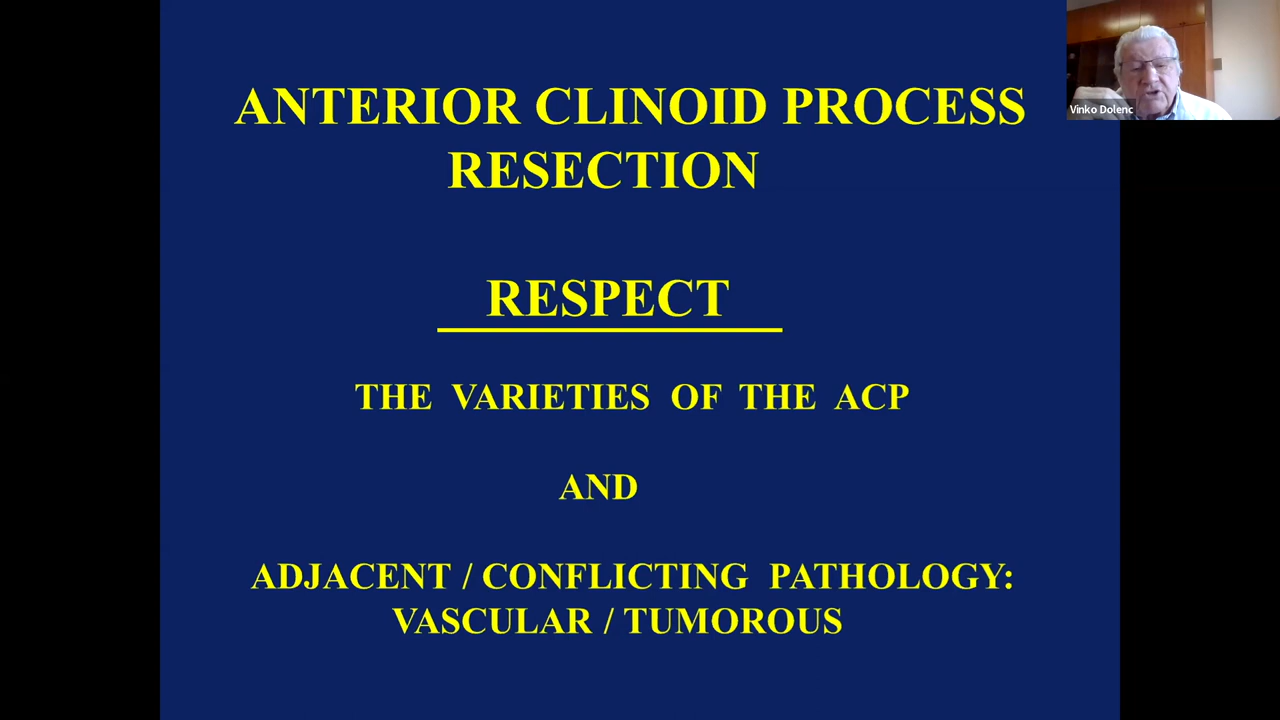 ANTERIOR CLINOID PROCESS
RESECTION
RESPECT
THE VARIETIES OF THE ACP
AND
ADJACENT / CONFLICTING PATHOLOGY:
VASCULAR / TUMOROUS
Vinko Dolenc